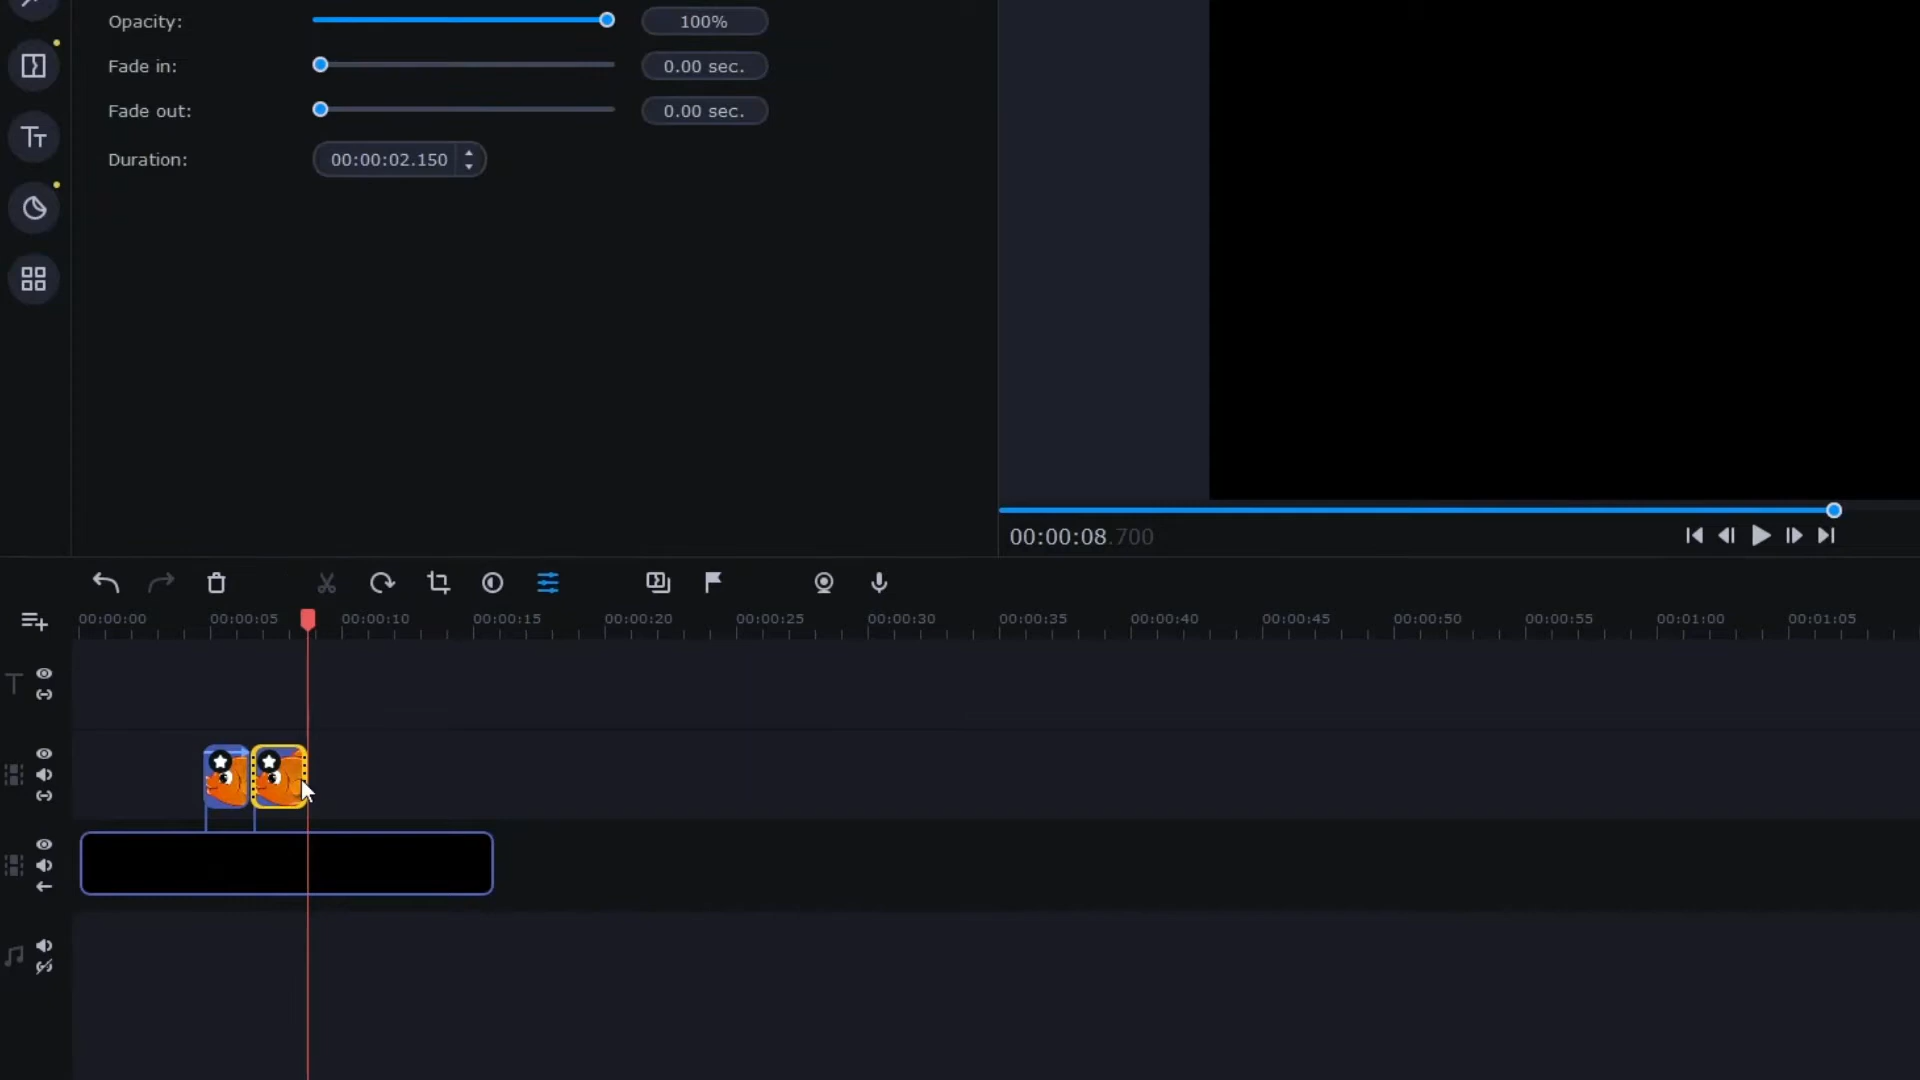 Opacity: 100%
Fade in: 0.00 sec.
Fade out: 0.00 sec.
Duration: 00:00:02.150
00:00:08.700
00:00:00 00:00:05 00:00:10 00:00:15 00:00:20 00:00:25 00:00:30 00:00:35 00:00:40 00:00:45 00:00:50 00:00:55 00:01:00 00:01:05